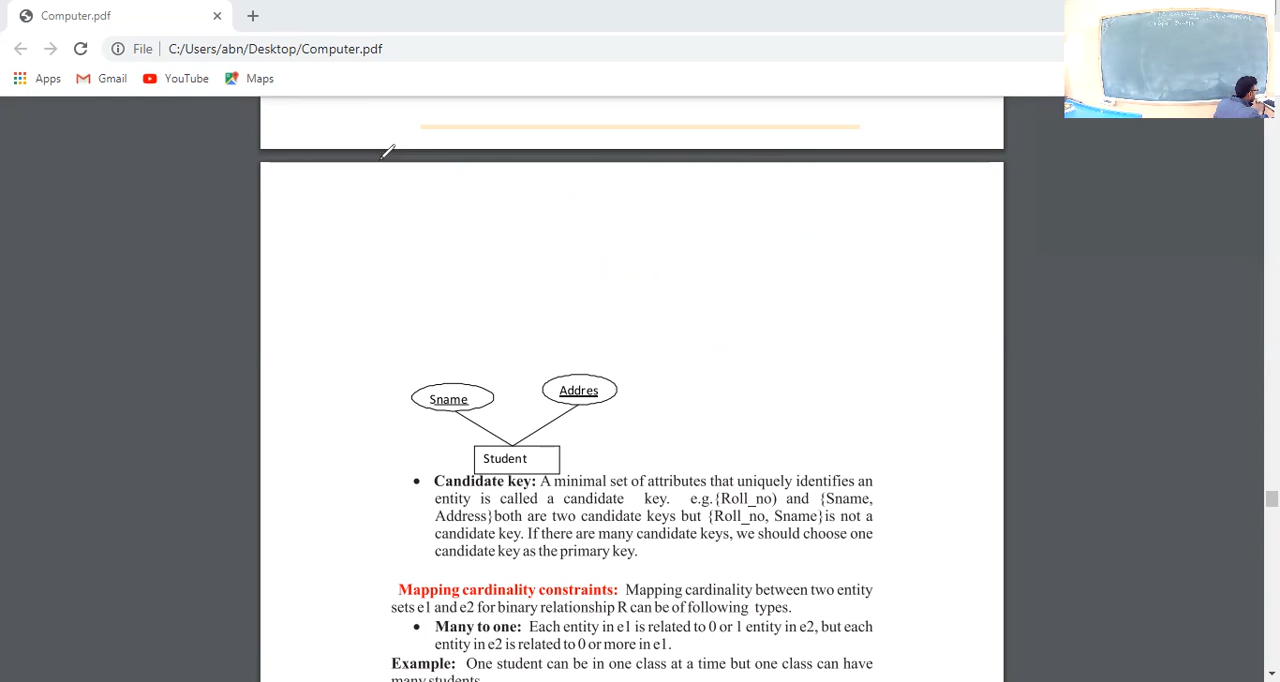 Computer.pdf
File C:/Users/abn/Desktop/Computer.pdf
Apps Gmail YouTube Maps
Sname
Addres
Student
• Candidate key: A minimal set of attributes that uniquely identifies an
entity is called a candidate key. e.g.{Roll_no) and {Sname,
Address}both are two candidate keys but {Roll_no, Sname}is not a
candidate key. If there are many candidate keys, we should choose one
candidate key as the primary key.
Mapping cardinality constraints: Mapping cardinality between two entity
sets e1 and e2 for binary relationship R can be of following types.
• Many to one: Each entity in e1 is related to 0 or 1 entity in e2, but each
entity in e2 is related to 0 or more in e1.
Example: One student can be in one class at a time but one class can have
many students.